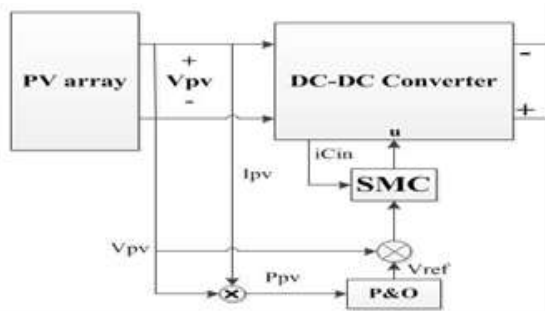 PV array
+
Vpv
-
DC-DC Converter
-
+
u
iCin
Ipv
SMC
Vpv
Ppv
Vref
P&O